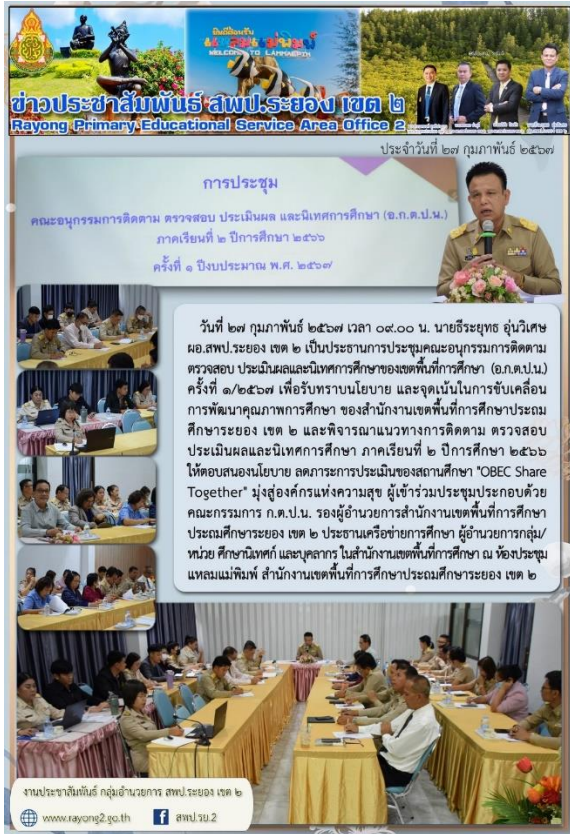 ยินดีต้อนรับ
แหลมแม่พิมพ์
WELCOME TO LAMMAEPIM
ข่าวประชาสัมพันธ์ สพป.ระยอง เขต ๒
Rayong Primary Educational Service Area Office 2
ประจำวันที่ ๒๗ กุมภาพันธ์ ๒๕๖๗
การประชุม
คณะอนุกรรมการติดตาม ตรวจสอบ ประเมินผล และนิเทศการศึกษา (อ.ก.ต.ป.น.)
ภาคเรียนที่ ๒ ปีการศึกษา ๒๕๖๖
ครั้งที่ ๑ ปีงบประมาณ พ.ศ. ๒๕๖๗
วันที่ ๒๗ กุมภาพันธ์ ๒๕๖๗ เวลา ๐๙.๐๐ น. นายธีระยุทธ อุ่นวิเศษ
ผอ.สพป.ระยอง เขต ๒ เป็นประธานการประชุมคณะอนุกรรมการติดตาม
ตรวจสอบ ประเมินผลและนิเทศการศึกษาของเขตพื้นที่การศึกษา (อ.ก.ต.ป.น.)
ครั้งที่ ๑/๒๕๖๗ เพื่อรับทราบนโยบาย และจุดเน้นในการขับเคลื่อน
การพัฒนาคุณภาพการศึกษา ของสำนักงานเขตพื้นที่การศึกษาประถม
ศึกษาระยอง เขต ๒ และพิจารณาแนวทางการติดตาม ตรวจสอบ
ประเมินผลและนิเทศการศึกษา ภาคเรียนที่ ๒ ปีการศึกษา ๒๕๖๖
ให้ตอบสนองนโยบาย ลดภาระการประเมินของสถานศึกษา "OBEC Share
Together" มุ่งสู่องค์กรแห่งความสุข ผู้เข้าร่วมประชุมประกอบด้วย
คณะกรรมการ ก.ต.ป.น. รองผู้อำนวยการสำนักงานเขตพื้นที่การศึกษา
ประถมศึกษาระยอง เขต ๒ ประธานเครือข่ายการศึกษา ผู้อำนวยการกลุ่ม/
หน่วย ศึกษานิเทศก์ และบุคลากร ในสำนักงานเขตพื้นที่การศึกษา ณ ห้องประชุม
แหลมแม่พิมพ์ สำนักงานเขตพื้นที่การศึกษาประถมศึกษาระยอง เขต ๒
งานประชาสัมพันธ์ กลุ่มอำนวยการ สพป.ระยอง เขต ๒
www.rayong2.go.th สพป.รย.2